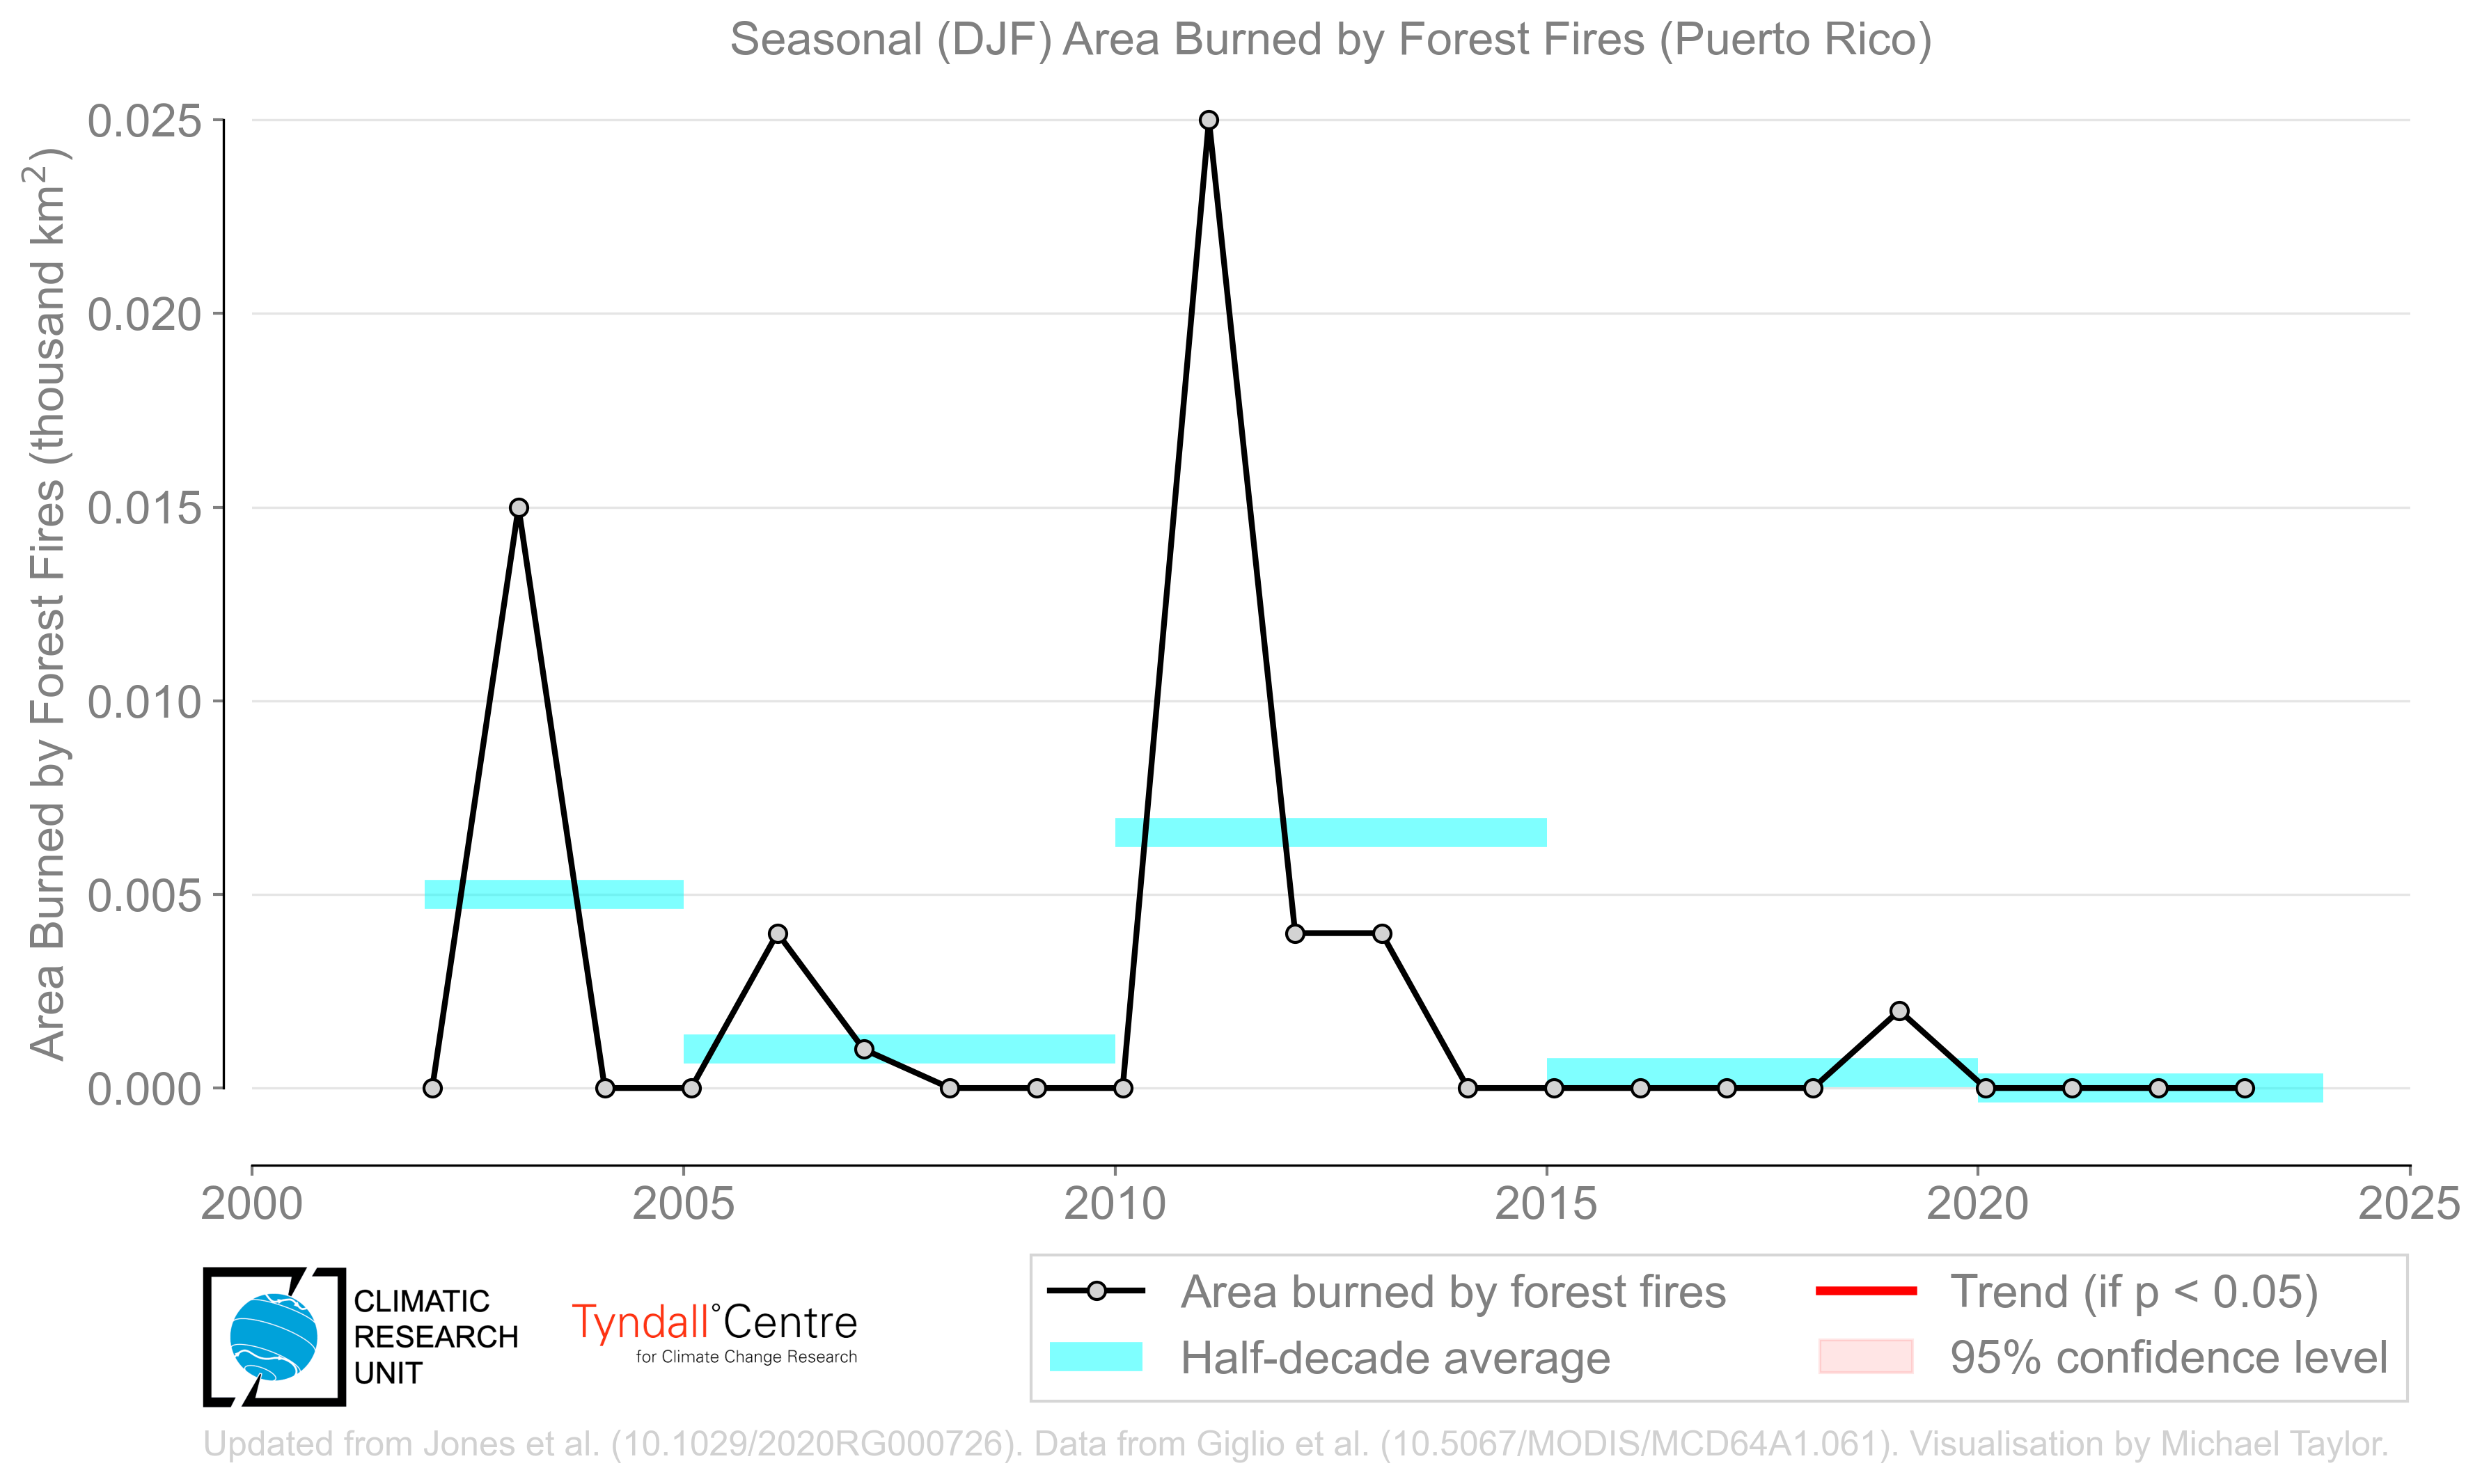 Seasonal (DJF) Area Burned by Forest Fires (Puerto Rico)
Area Burned by Forest Fires (thousand km²)
0.025
0.020
0.015
0.010
0.005
0.000
2000
2005
2010
2015
2020
2025
CLIMATIC
RESEARCH
UNIT
Tyndall°Centre
for Climate Change Research
Area burned by forest fires
Half-decade average
Trend (if p < 0.05)
95% confidence level
Updated from Jones et al. (10.1029/2020RG000726). Data from Giglio et al. (10.5067/MODIS/MCD64A1.061). Visualisation by Michael Taylor.